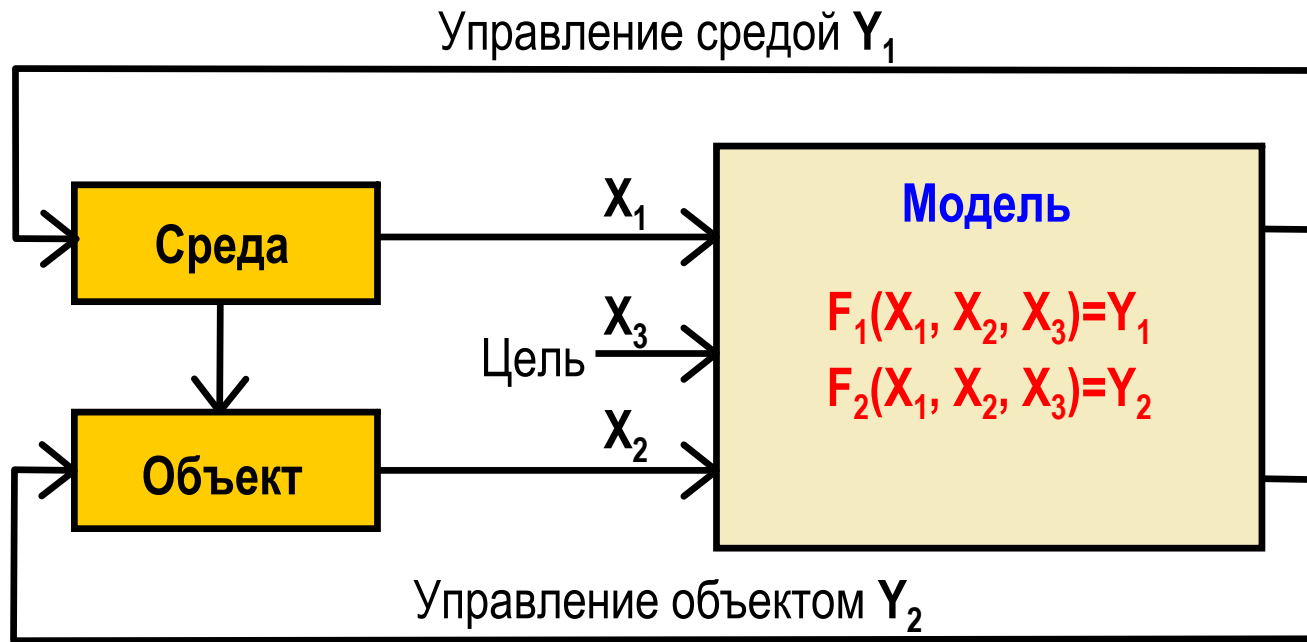 Управление средой Y₁
Среда
X₁
Модель
X₃
Цель
F₁(X₁, X₂, X₃)=Y₁
F₂(X₁, X₂, X₃)=Y₂
X₂
Объект
Управление объектом Y₂